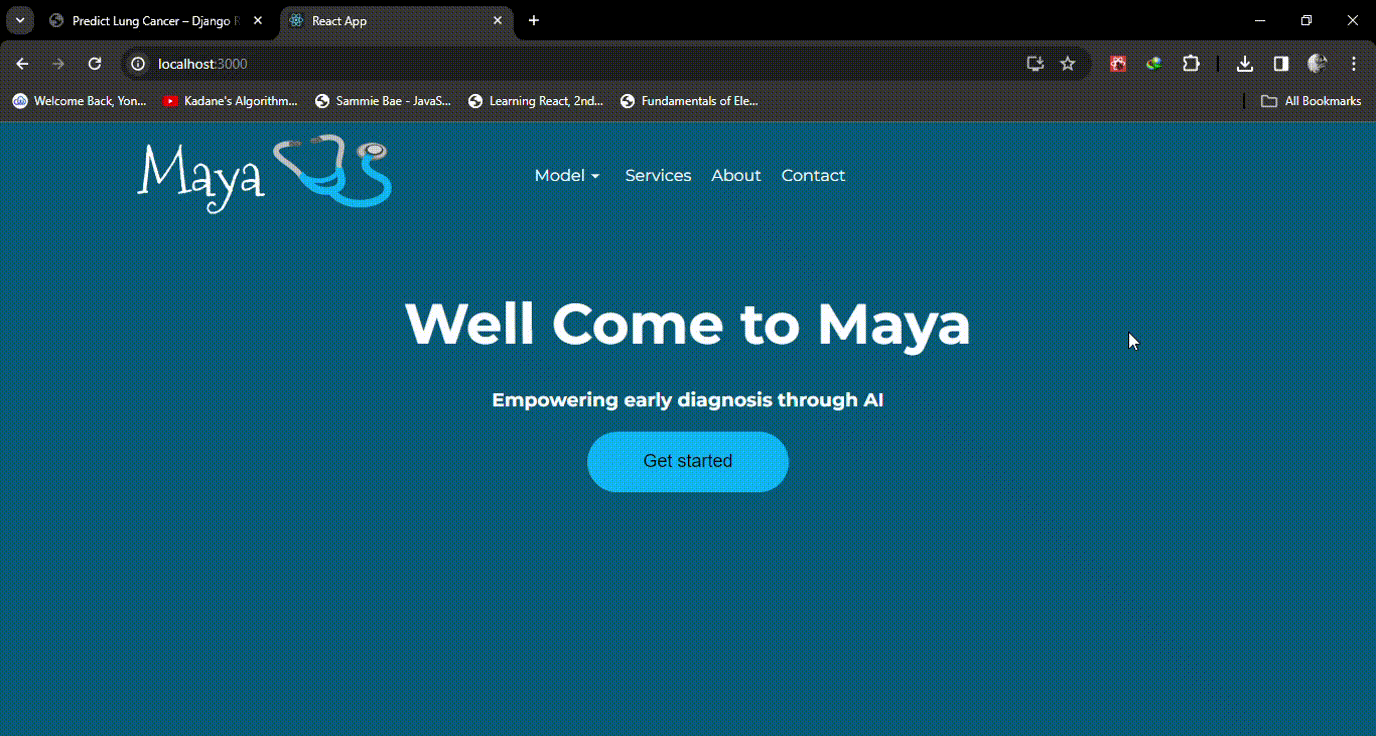 Predict Lung Cancer – Django R
React App
localhost:3000
Welcome Back, Yon...
Kadane's Algorithm...
Sammie Bae - JavaS...
Learning React, 2nd...
Fundamentals of Ele...
All Bookmarks
Maya
Model
Services
About
Contact
Well Come to Maya
Empowering early diagnosis through AI
Get started